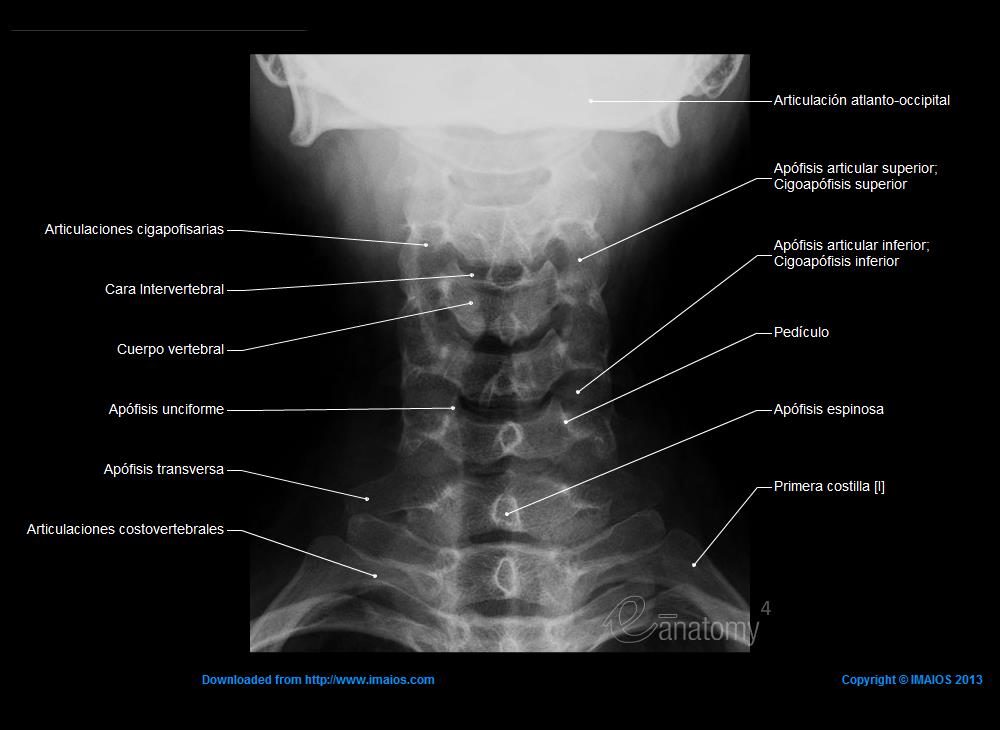 Articulación atlanto-occipital
Apófisis articular superior;
Cigoapófisis superior
Articulaciones cigapofisarias
Apófisis articular inferior;
Cigoapófisis inferior
Cara Intervertebral
Pedículo
Cuerpo vertebral
Apófisis unciforme
Apófisis espinosa
Apófisis transversa
Primera costilla [I]
Articulaciones costovertebrales
e-anatomy 4
Downloaded from http://www.imaios.com
Copyright © IMAIOS 2013